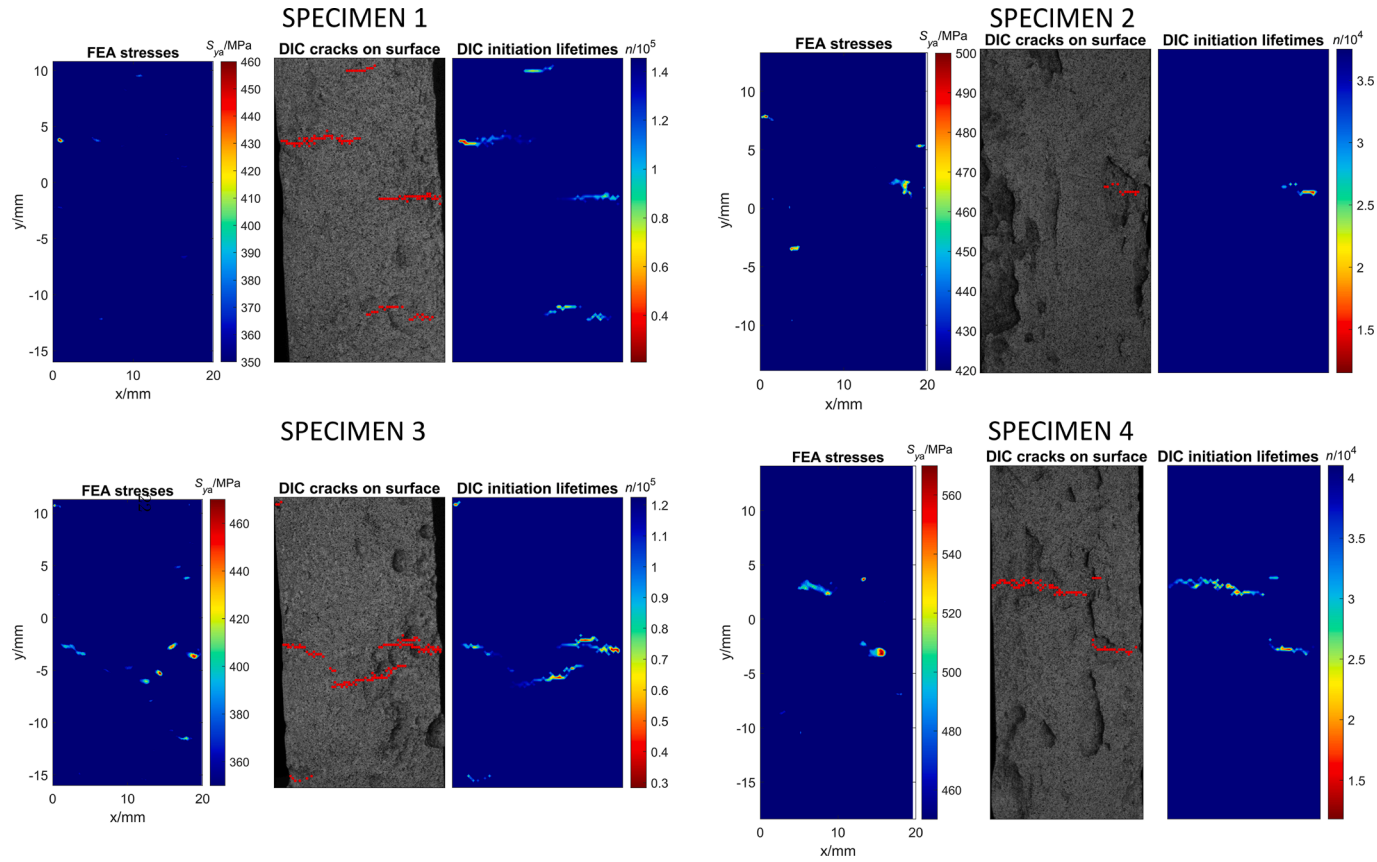 SPECIMEN 1
FEA stresses
Sya/MPa
DIC cracks on surface
DIC initiation lifetimes
n/10^5
10
5
0
-5
-10
-15
y/mm
0
10
20
x/mm
460
450
440
430
420
410
400
390
380
370
360
350
1.4
1.2
1
0.8
0.6
0.4
SPECIMEN 2
FEA stresses
Sya/MPa
DIC cracks on surface
DIC initiation lifetimes
n/10^4
10
5
0
-5
-10
y/mm
0
10
20
x/mm
500
490
480
470
460
450
440
430
420
3.5
3
2.5
2
1.5
SPECIMEN 3
FEA stresses
Sya/MPa
DIC cracks on surface
DIC initiation lifetimes
n/10^5
10
5
0
-5
-10
-15
y/mm
0
10
20
x/mm
460
440
420
400
380
360
1.2
1.1
1
0.9
0.8
0.7
0.6
0.5
0.4
0.3
SPECIMEN 4
FEA stresses
Sya/MPa
DIC cracks on surface
DIC initiation lifetimes
n/10^4
10
5
0
-5
-10
-15
y/mm
0
10
20
x/mm
560
540
520
500
480
460
4
3.5
3
2.5
2
1.5